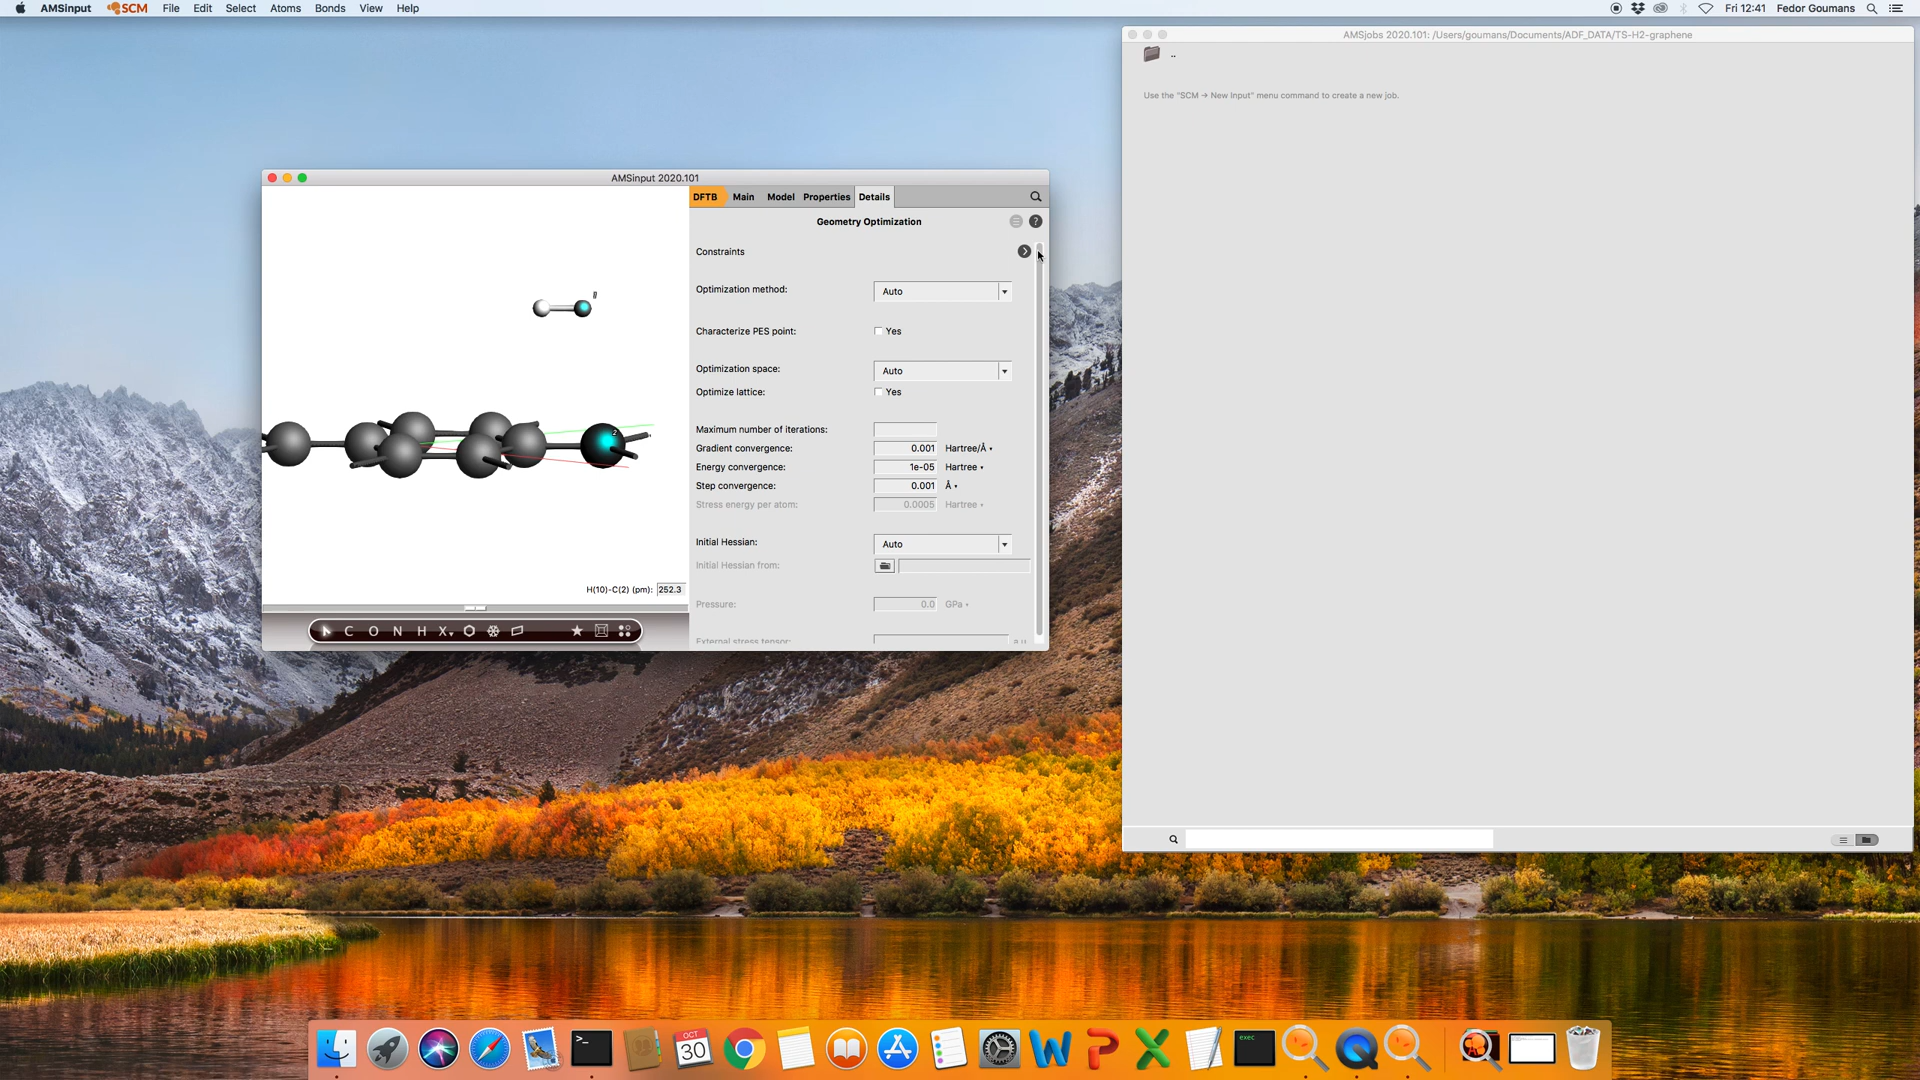 AMSinput SCM File Edit Select Atoms Bonds View Help Fri 12:41 Fedor Goumans
AMSjobs 2020.101: /Users/goumans/Documents/ADF_DATA/TS-H2-graphene
..
Use the "SCM → New Input" menu command to create a new job.
AMSinput 2020.101
DFTB Main Model Properties Details
Geometry Optimization
Constraints
Optimization method: Auto
Characterize PES point: Yes
Optimization space: Auto
Optimize lattice: Yes
Maximum number of iterations:
Gradient convergence: 0.001 Hartree/Å
Energy convergence: 1e-05 Hartree
Step convergence: 0.001 Å
Stress energy per atom: 0.0005 Hartree
Initial Hessian: Auto
Initial Hessian from:
Pressure: 0.0 GPa
External stress tensor: a.u.
2
H(10)-C(2) (pm): 252.3
C O N H X
OCT
30
exec